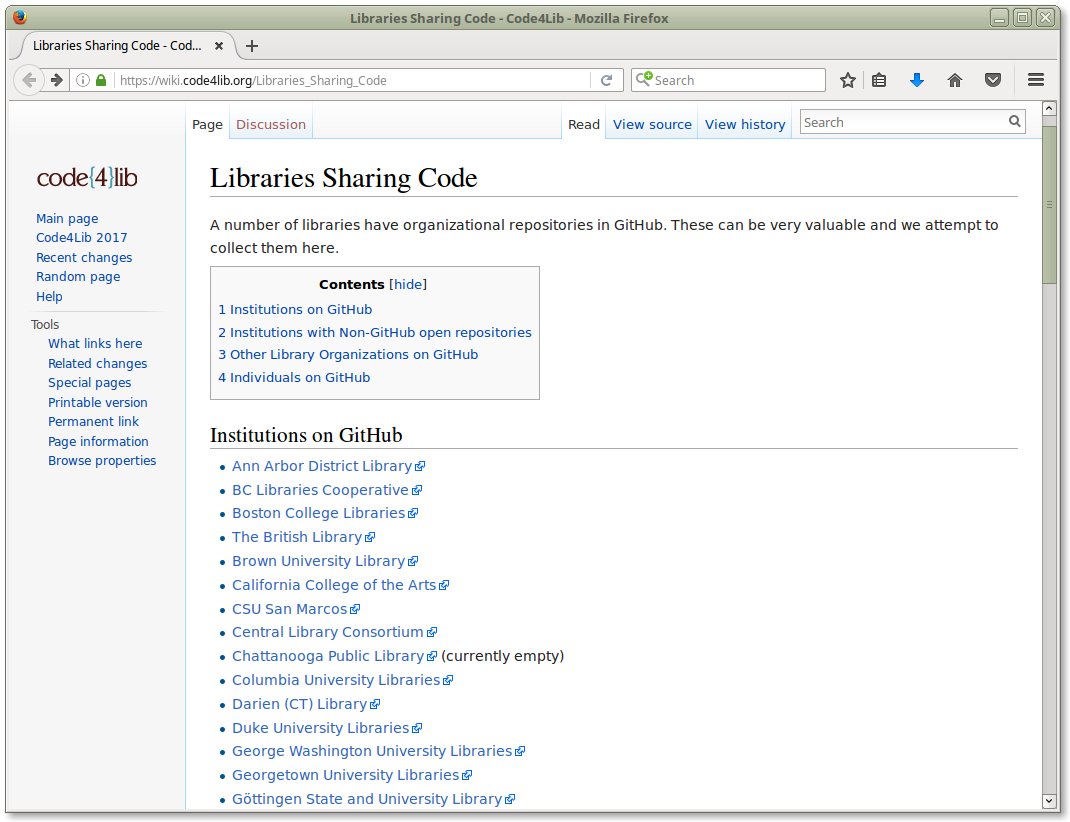 Libraries Sharing Code - Code4Lib - Mozilla Firefox
Libraries Sharing Code - Cod...
https://wiki.code4lib.org/Libraries_Sharing_Code
Search
Page
Discussion
Read
View source
View history
Search
code{4}lib
Main page
Code4Lib 2017
Recent changes
Random page
Help
Tools
What links here
Related changes
Special pages
Printable version
Permanent link
Page information
Browse properties
Libraries Sharing Code
A number of libraries have organizational repositories in GitHub. These can be very valuable and we attempt to
collect them here.
Contents [hide]
1 Institutions on GitHub
2 Institutions with Non-GitHub open repositories
3 Other Library Organizations on GitHub
4 Individuals on GitHub
Institutions on GitHub
Ann Arbor District Library
BC Libraries Cooperative
Boston College Libraries
The British Library
Brown University Library
California College of the Arts
CSU San Marcos
Central Library Consortium
Chattanooga Public Library (currently empty)
Columbia University Libraries
Darien (CT) Library
Duke University Libraries
George Washington University Libraries
Georgetown University Libraries
Göttingen State and University Library